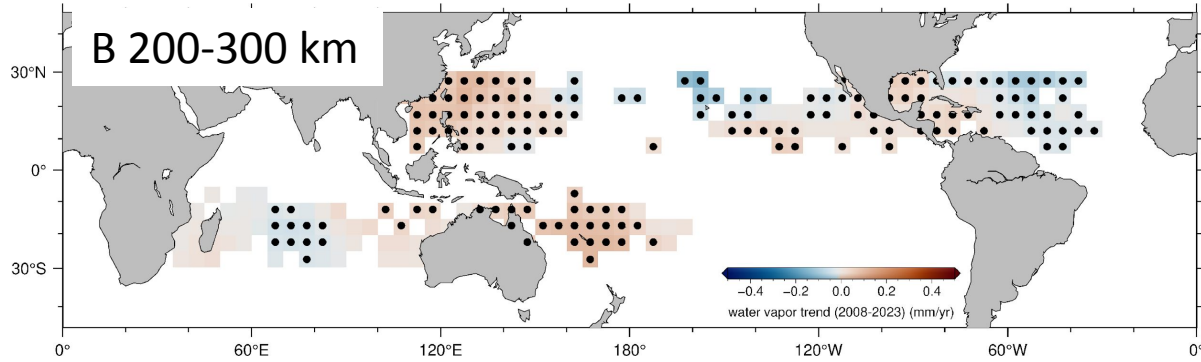 B 200-300 km
30°N
0°
30°S
−0.4 −0.2 0.0 0.2 0.4
water vapor trend (2008-2023) (mm/yr)
0° 60°E 120°E 180° 120°W 60°W 0°